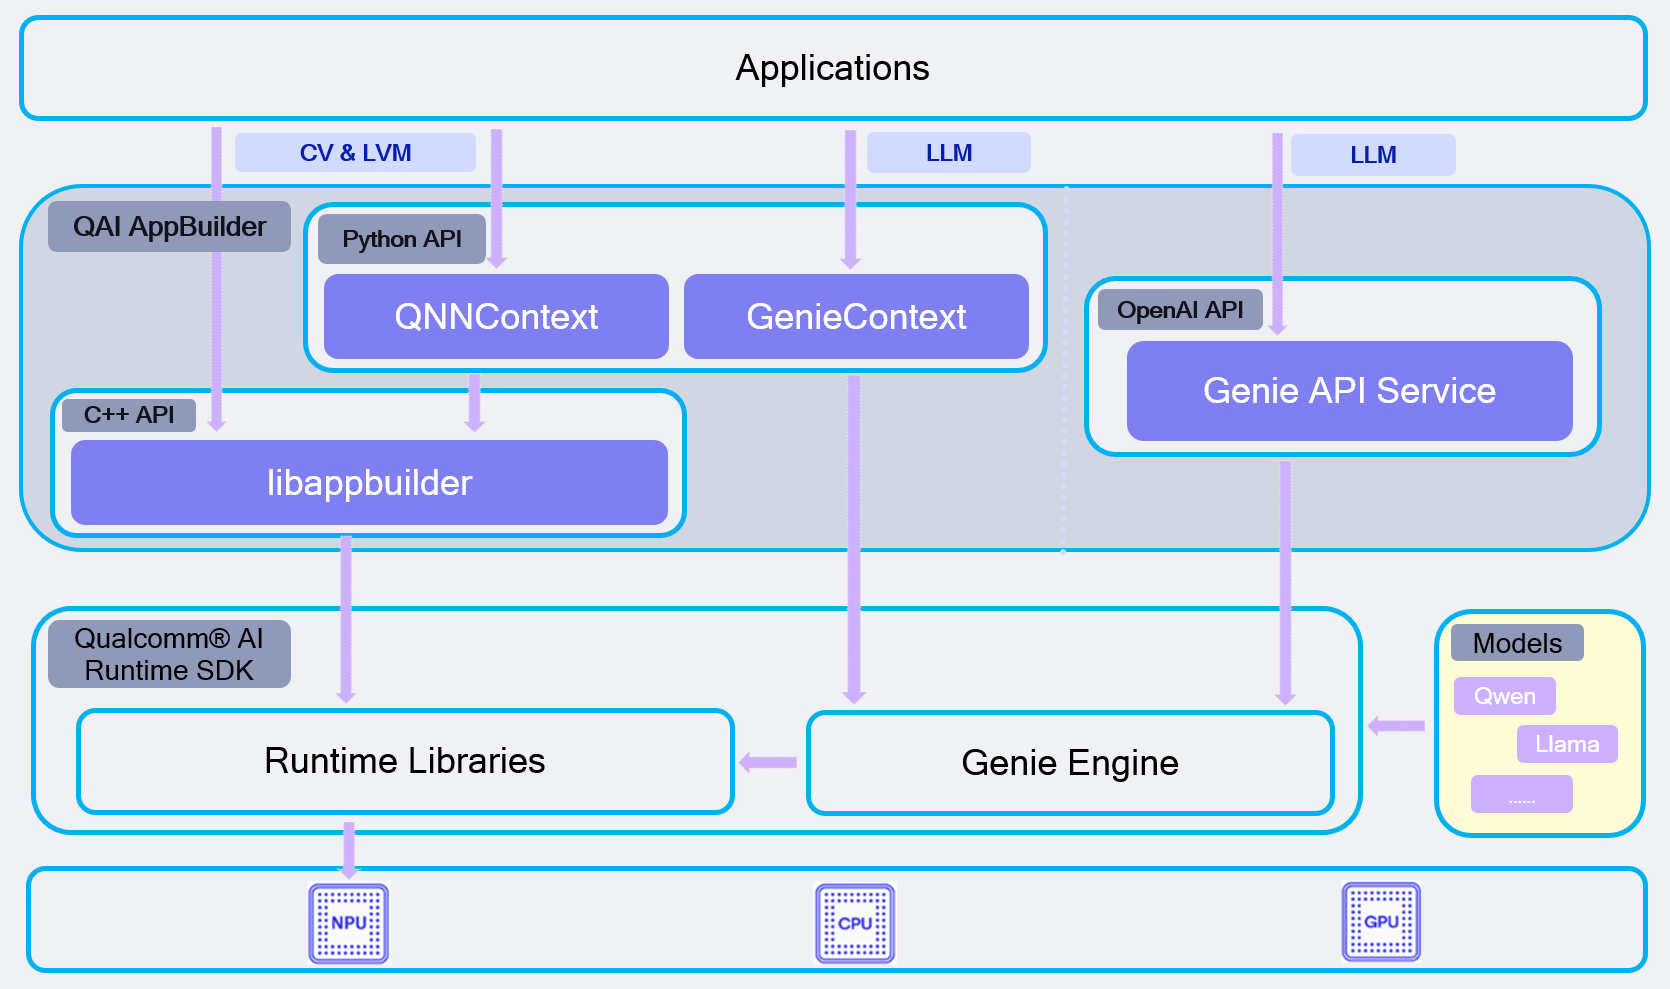 Applications
CV & LVM
LLM
LLM
QAI AppBuilder
Python API
QNNContext
GenieContext
OpenAI API
Genie API Service
C++ API
libappbuilder
Qualcomm® AI
Runtime SDK
Runtime Libraries
Genie Engine
Models
Qwen
Llama
......
NPU
CPU
GPU